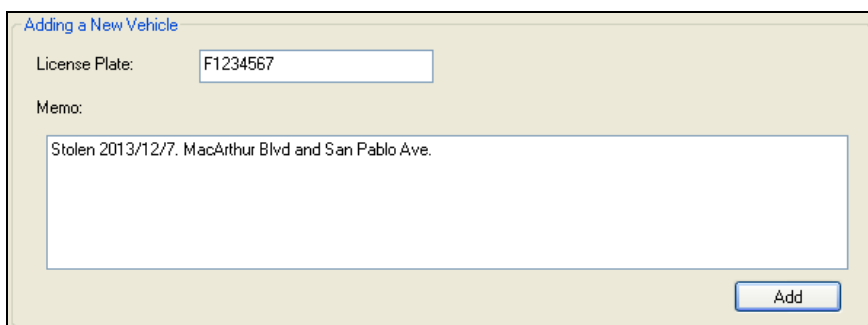 Adding a New Vehicle
License Plate: F1234567
Memo:
Stolen 2013/12/7. MacArthur Blvd and San Pablo Ave.
Add